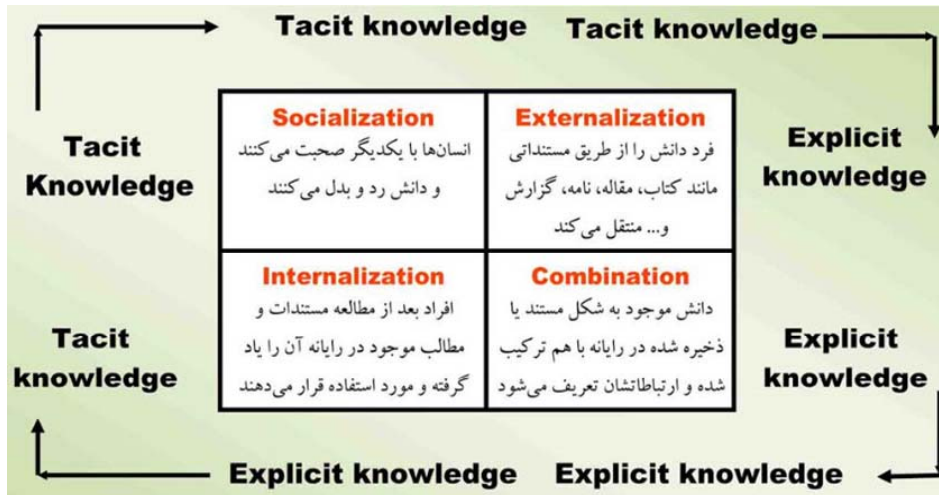 Tacit knowledge Tacit knowledge
Tacit
Knowledge
Socialization
انسان‌ها با یکدیگر صحبت می‌کنند
و دانش رد و بدل می‌کنند
Externalization
فرد دانش را از طریق مستنداتی
مانند کتاب، مقاله، نامه، گزارش
و... منتقل می‌کند
Explicit
knowledge
Tacit
knowledge
Internalization
افراد بعد از مطالعه مستندات و
مطالب موجود در رایانه آن را یاد
گرفته و مورد استفاده قرار می‌دهند
Combination
دانش موجود به شکل مستند یا
ذخیره شده در رایانه با هم ترکیب
شده و ارتباطاتشان تعریف می‌شود
Explicit
knowledge
Explicit knowledge Explicit knowledge